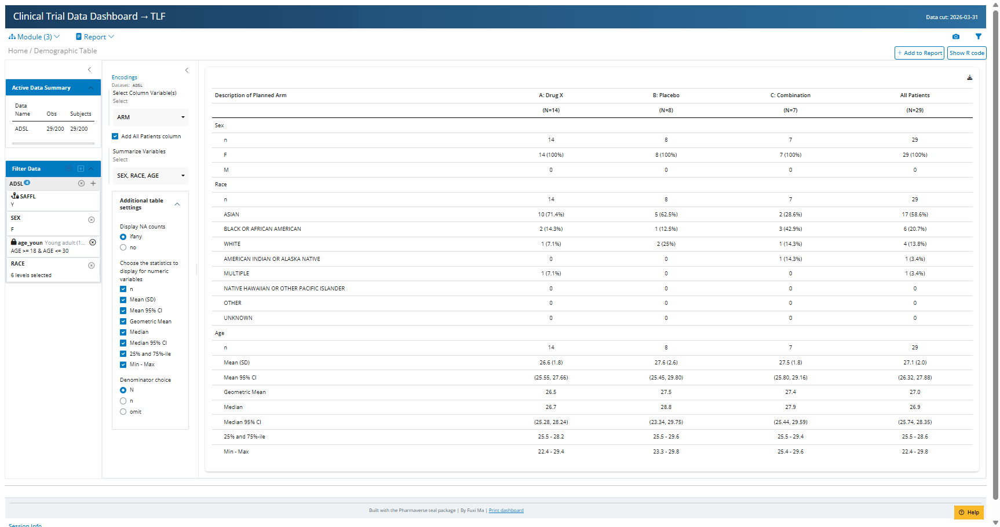 Clinical Trial Data Dashboard → TLF
Data cut: 2026-03-31
Module (3)
Report
Home / Demographic Table
+ Add to Report
Show R code
Active Data Summary
Data Name Obs Subjects
ADSL 29/200 29/200
Filter Data
ADSL 4
SAFFL
Y
SEX
F
age_youn Young adult (1...
AGE >= 18 & AGE <= 30
RACE
6 levels selected
Encodings
Dataset: ADSL
Select Column Variable(s)
Select
ARM
Add All Patients column
Summarize Variables
Select
SEX, RACE, AGE
Additional table
settings
Display NA counts
ifany
no
Choose the statistics to
display for numeric
variables
n
Mean (SD)
Mean 95% CI
Geometric Mean
Median
Median 95% CI
25% and 75%-ile
Min - Max
Denominator choice
N
n
omit
Description of Planned Arm A: Drug X B: Placebo C: Combination All Patients
(N=14) (N=8) (N=7) (N=29)
Sex
n 14 8 7 29
F 14 (100%) 8 (100%) 7 (100%) 29 (100%)
M 0 0 0 0
Race
n 14 8 7 29
ASIAN 10 (71.4%) 5 (62.5%) 2 (28.6%) 17 (58.6%)
BLACK OR AFRICAN AMERICAN 2 (14.3%) 1 (12.5%) 3 (42.9%) 6 (20.7%)
WHITE 1 (7.1%) 2 (25%) 1 (14.3%) 4 (13.8%)
AMERICAN INDIAN OR ALASKA NATIVE 0 0 1 (14.3%) 1 (3.4%)
MULTIPLE 1 (7.1%) 0 0 1 (3.4%)
NATIVE HAWAIIAN OR OTHER PACIFIC ISLANDER 0 0 0 0
OTHER 0 0 0 0
UNKNOWN 0 0 0 0
Age
n 14 8 7 29
Mean (SD) 26.6 (1.8) 27.6 (2.6) 27.5 (1.8) 27.1 (2.0)
Mean 95% CI (25.55, 27.66) (25.45, 29.80) (25.80, 29.16) (26.32, 27.88)
Geometric Mean 26.5 27.5 27.4 27.0
Median 26.7 28.8 27.9 26.9
Median 95% CI (25.28, 28.24) (23.34, 29.75) (25.44, 29.59) (25.74, 28.35)
25% and 75%-ile 25.5 - 28.2 25.5 - 29.6 25.5 - 29.4 25.5 - 28.6
Min - Max 22.4 - 29.4 23.3 - 29.8 25.4 - 29.6 22.4 - 29.8
Built with the Pharmaverse teal package | By Fuxi Ma | Print dashboard
Help
Session Info